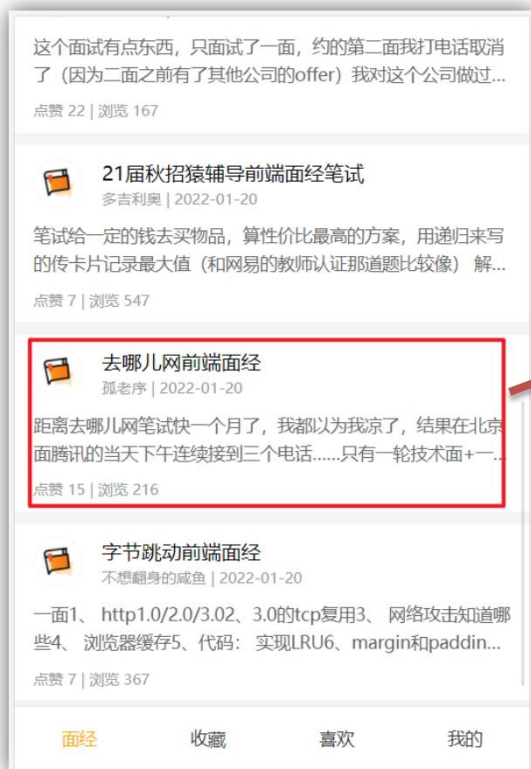 这个面试有点东西，只面试了一面，约的第二面我打电话取消
了（因为二面之前有了其他公司的offer）我对这个公司做过...
点赞 22 | 浏览 167
21届秋招猿辅导前端面经笔试
多吉利奥 | 2022-01-20
笔试给一定的钱去买物品，算性价比最高的方案，用递归来写
的传卡片记录最大值（和网易的教师认证那道题比较像） 解...
点赞 7 | 浏览 547
去哪儿网前端面经
孤老序 | 2022-01-20
距离去哪儿网笔试快一个月了，我都以为我凉了，结果在北京
面腾讯的当天下午连续接到三个电话......只有一轮技术面+一...
点赞 15 | 浏览 216
字节跳动前端面经
不想翻身的咸鱼 | 2022-01-20
一面1、 http1.0/2.0/3.02、3.0的tcp复用3、 网络攻击知道哪
些4、 浏览器缓存5、代码： 实现LRU6、margin和paddin...
点赞 7 | 浏览 367
面经 收藏 喜欢 我的